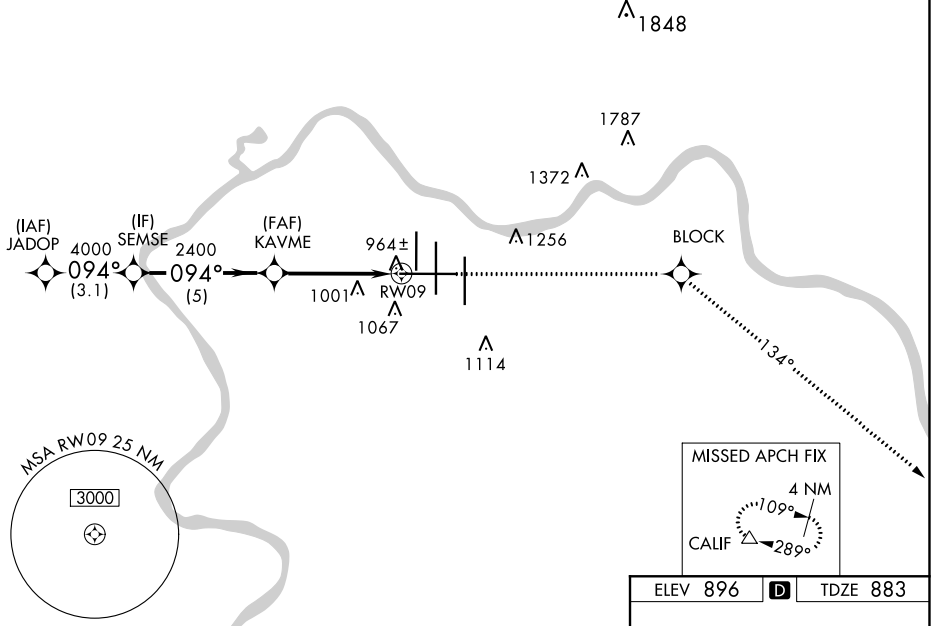 1848
1787
1372
1256
(IAF)
JADOP
(IF)
SEMSE
(FAF)
KAVME
BLOCK
4000
094°
(3.1)
2400
094°
(5)
964±
1001
RW09
1067
1114
134°
MSA RW09 25 NM
3000
MISSED APCH FIX
4 NM
109°
CALIF
289°
ELEV 896 D TDZE 883